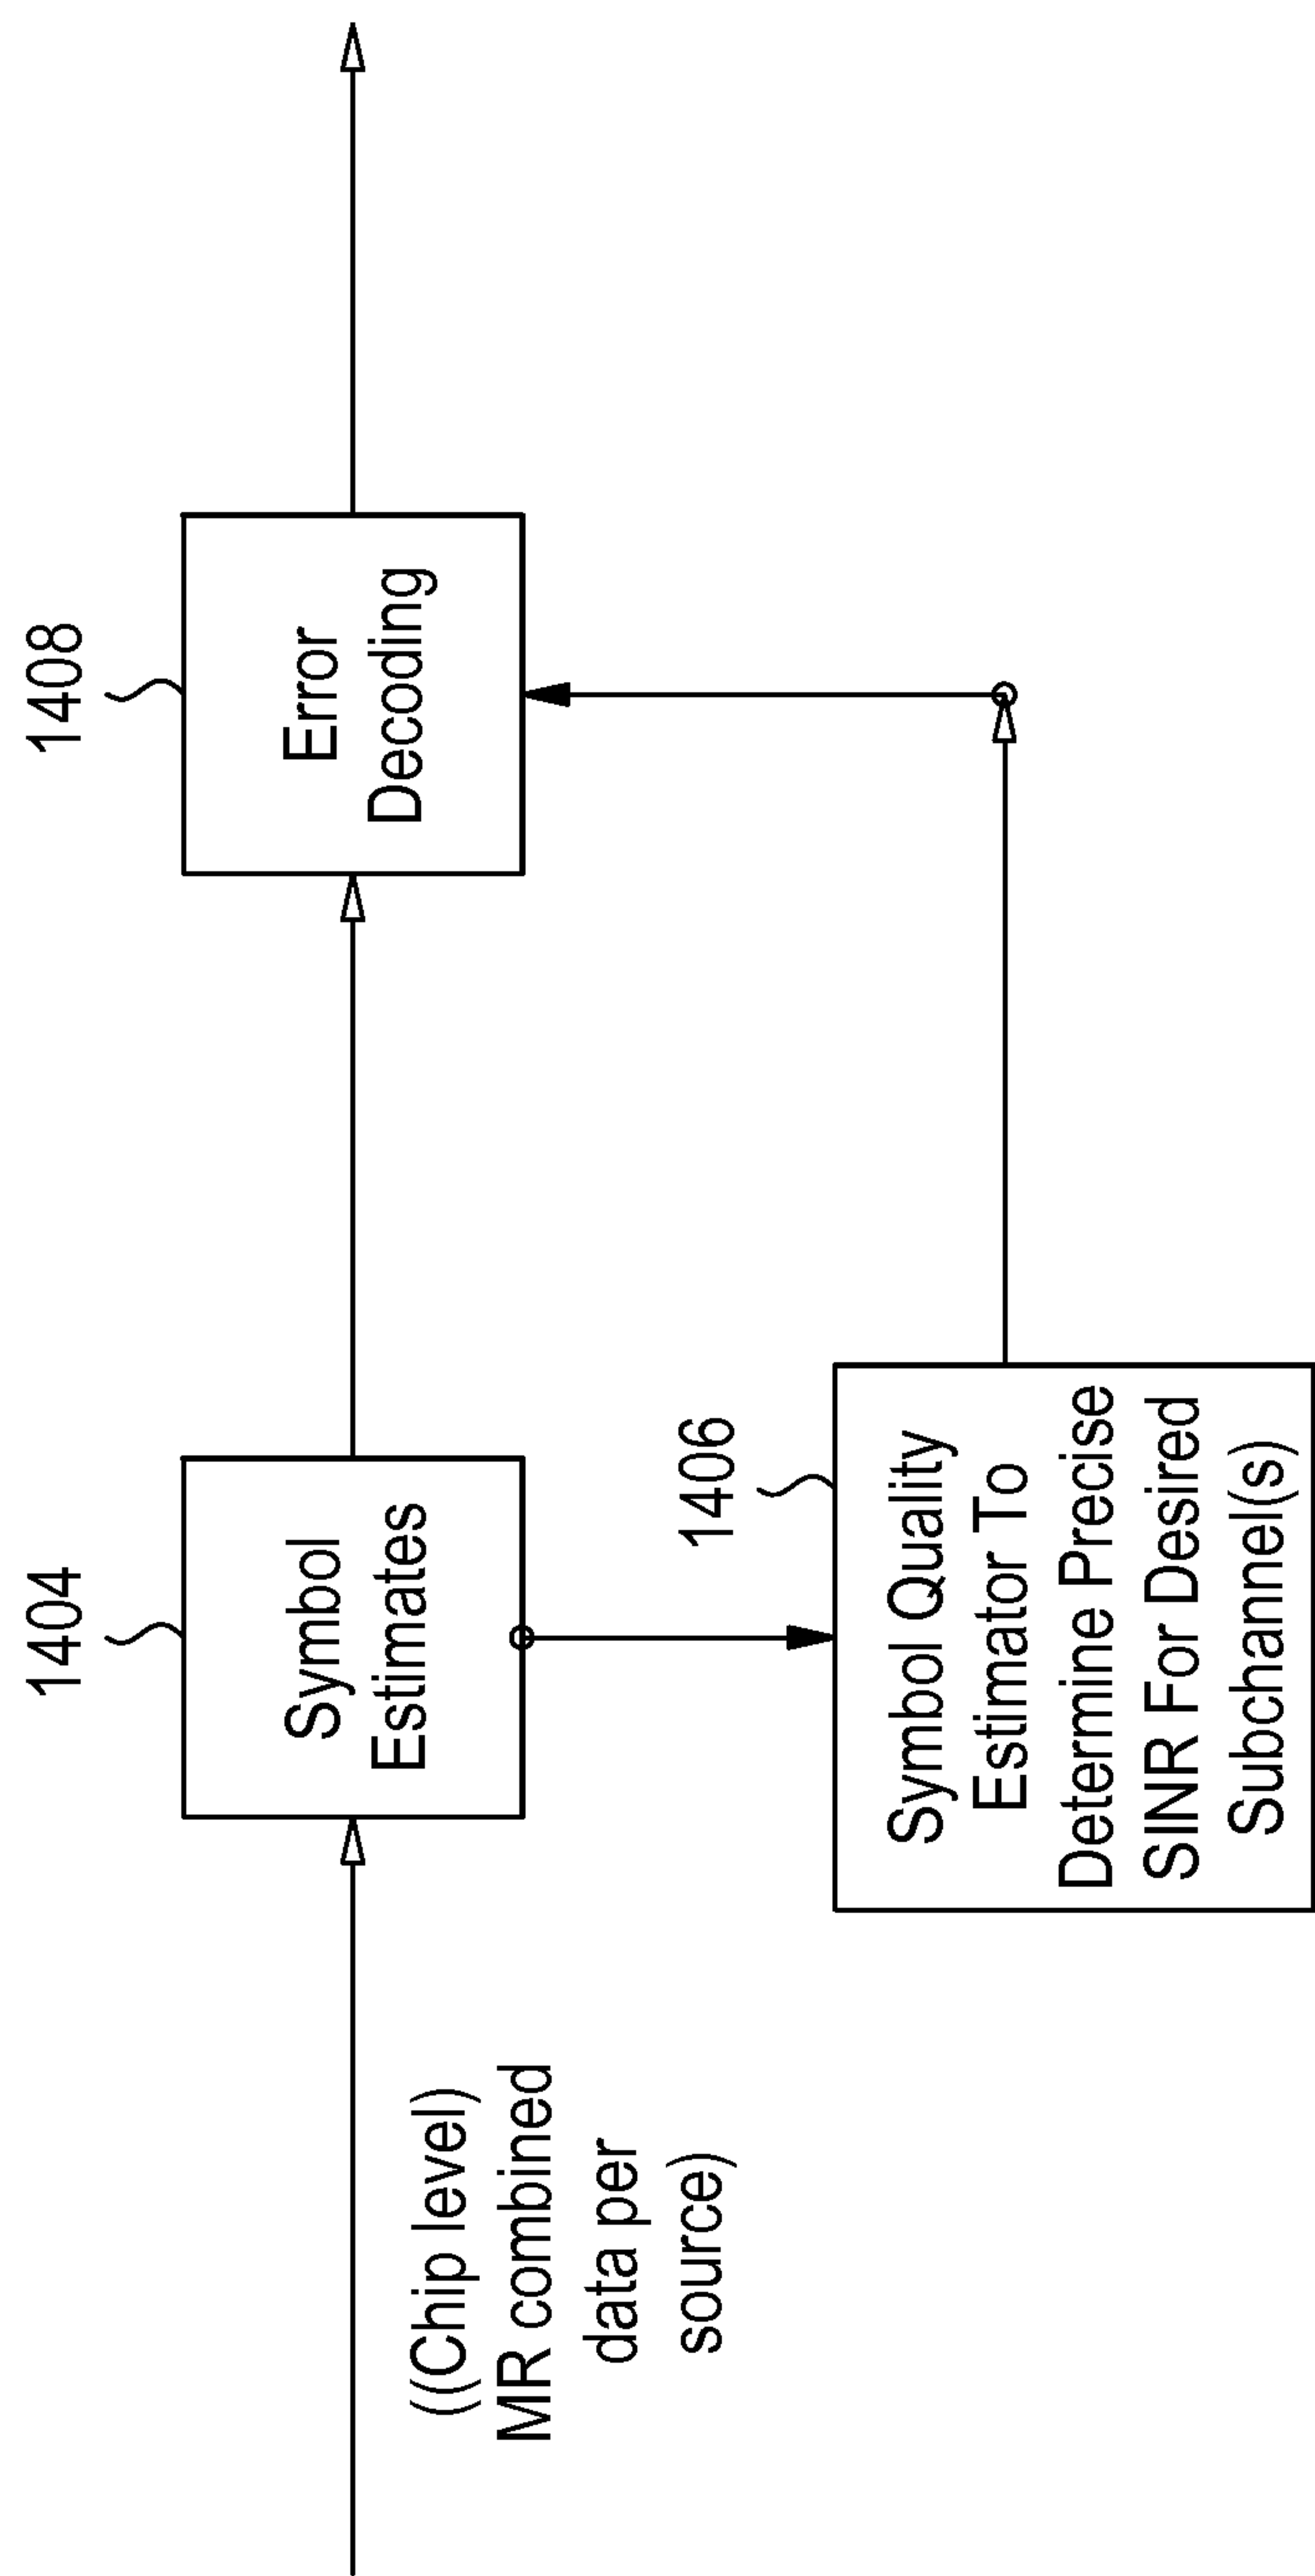 1404
Symbol
Estimates
1408
Error
Decoding
((Chip level)
MR combined
data per
source)
1406
Symbol Quality
Estimator To
Determine Precise
SINR For Desired
Subchannel(s)